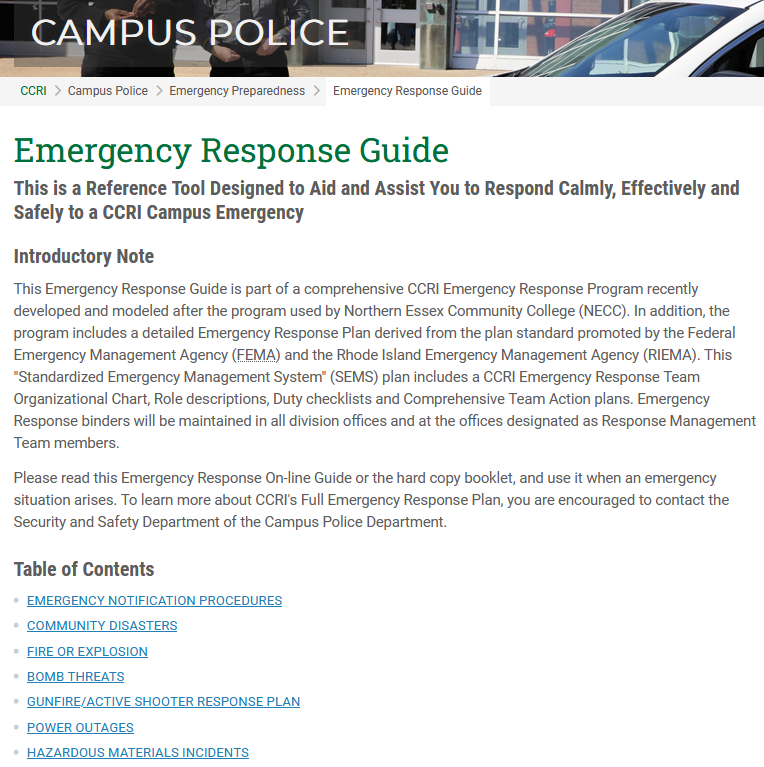 CAMPUS POLICE
CCRI > Campus Police > Emergency Preparedness > Emergency Response Guide
Emergency Response Guide
This is a Reference Tool Designed to Aid and Assist You to Respond Calmly, Effectively and
Safely to a CCRI Campus Emergency
Introductory Note
This Emergency Response Guide is part of a comprehensive CCRI Emergency Response Program recently
developed and modeled after the program used by Northern Essex Community College (NECC). In addition, the
program includes a detailed Emergency Response Plan derived from the plan standard promoted by the Federal
Emergency Management Agency (FEMA) and the Rhode Island Emergency Management Agency (RIEMA). This
"Standardized Emergency Management System" (SEMS) plan includes a CCRI Emergency Response Team
Organizational Chart, Role descriptions, Duty checklists and Comprehensive Team Action plans. Emergency
Response binders will be maintained in all division offices and at the offices designated as Response Management
Team members.
Please read this Emergency Response On-line Guide or the hard copy booklet, and use it when an emergency
situation arises. To learn more about CCRI's Full Emergency Response Plan, you are encouraged to contact the
Security and Safety Department of the Campus Police Department.
Table of Contents
EMERGENCY NOTIFICATION PROCEDURES
COMMUNITY DISASTERS
FIRE OR EXPLOSION
BOMB THREATS
GUNFIRE/ACTIVE SHOOTER RESPONSE PLAN
POWER OUTAGES
HAZARDOUS MATERIALS INCIDENTS